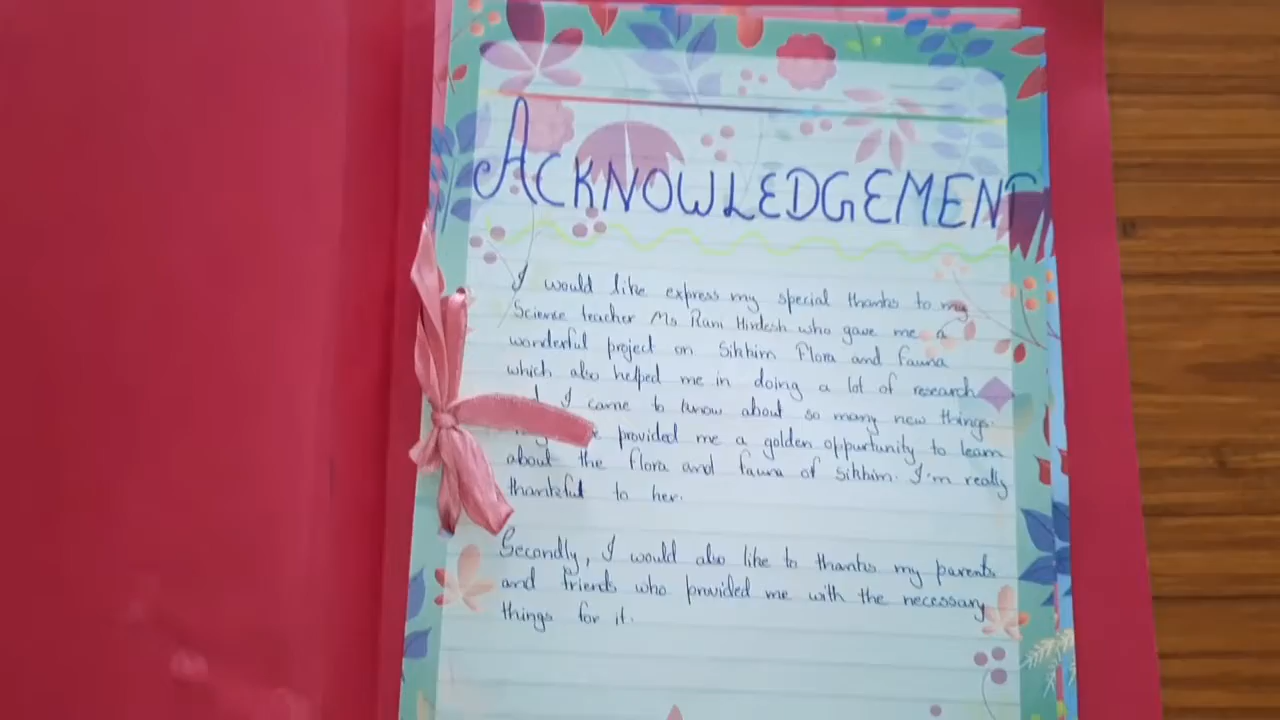 ACKNOWLEDGEMENT
I would like express my special thanks to my
Science teacher Ms Rani Hirdesh who gave me a
wonderful project on Sikkim Flora and Fauna
which also helped me in doing a lot of research
I came to know about so many new things.
provided me a golden oppurtunity to learn
about the flora and fauna of Sikkim. I'm really
thankful to her.
Secondly, I would also like to thanks my parents
and friends who provided me with the necessary
things for it.